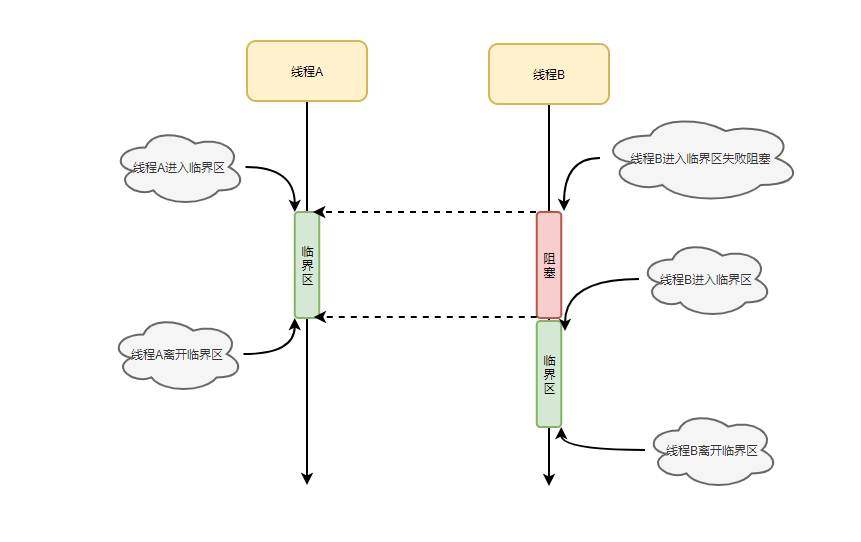 线程A
线程B
线程A进入临界区
线程B进入临界区失败阻塞
临
界
区
阻
塞
线程B进入临界区
线程A离开临界区
临
界
区
线程B离开临界区